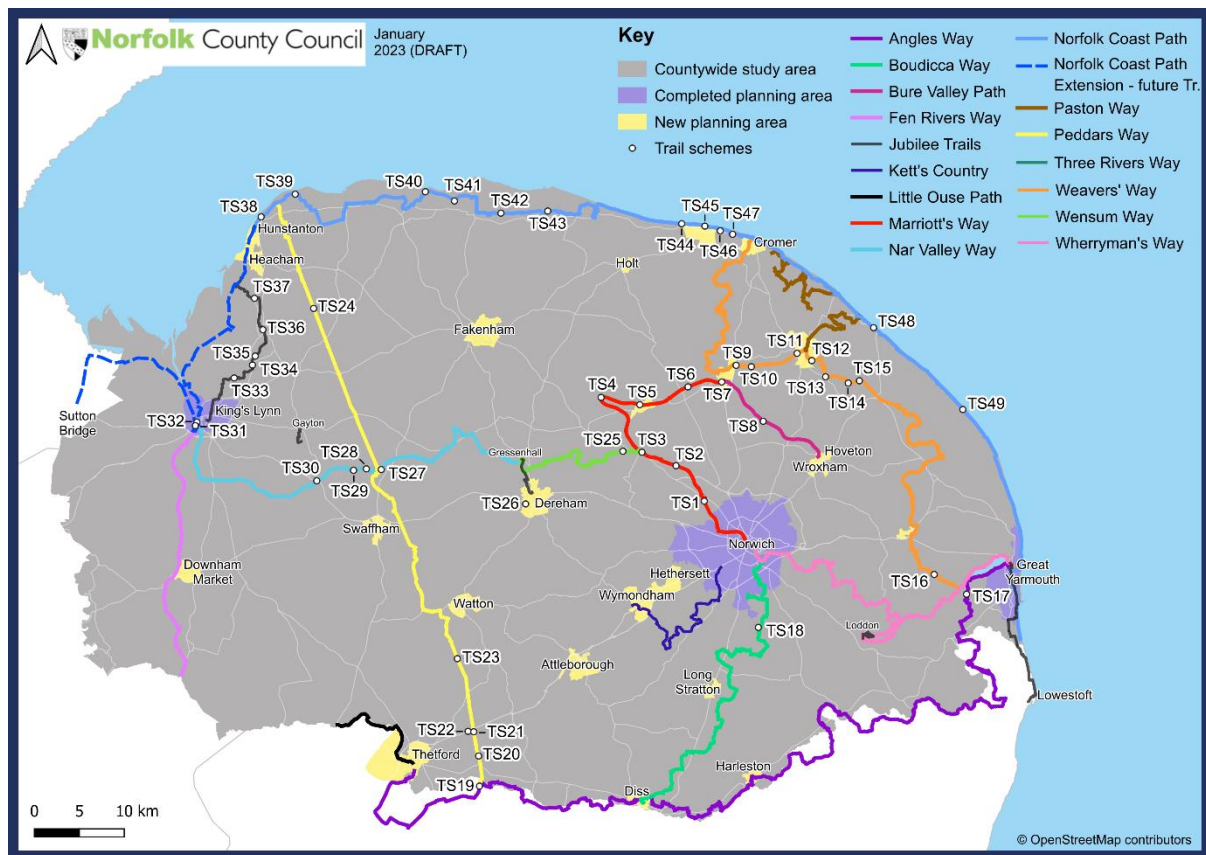 Norfolk County Council
January
2023 (DRAFT)
Key
Countywide study area
Completed planning area
New planning area
Trail schemes
Angles Way
Boudicca Way
Bure Valley Path
Fen Rivers Way
Jubilee Trails
Kett's Country
Little Ouse Path
Marriott's Way
Nar Valley Way
Norfolk Coast Path
Norfolk Coast Path
Extension - future Tr.
Paston Way
Peddars Way
Three Rivers Way
Weavers' Way
Wensum Way
Wherryman's Way
TS39
TS40
TS41
TS42
TS43
TS45
TS47
TS44
TS46
Cromer
TS38
Hunstanton
Heacham
Holt
TS37
TS24
TS36
Fakenham
TS48
TS35
TS34
TS33
TS11
TS12
TS9
TS10
TS13
TS14
TS15
TS6
TS7
TS4
TS5
TS8
TS49
Sutton
Bridge
King's Lynn
TS32
TS31
Gayton
TS28
TS30
TS29
TS27
Gressenhall
TS25
TS3
TS2
Hoveton
Wroxham
TS26
Dereham
TS1
Swaffham
Norwich
Downham
Market
Hethersett
Wymondham
Watton
TS16
Great
Yarmouth
TS17
TS18
Loddon
TS23
Attleborough
Long
Stratton
Lowestoft
TS22
TS21
TS20
Thetford
TS19
Harleston
Diss
0 5 10 km
© OpenStreetMap contributors